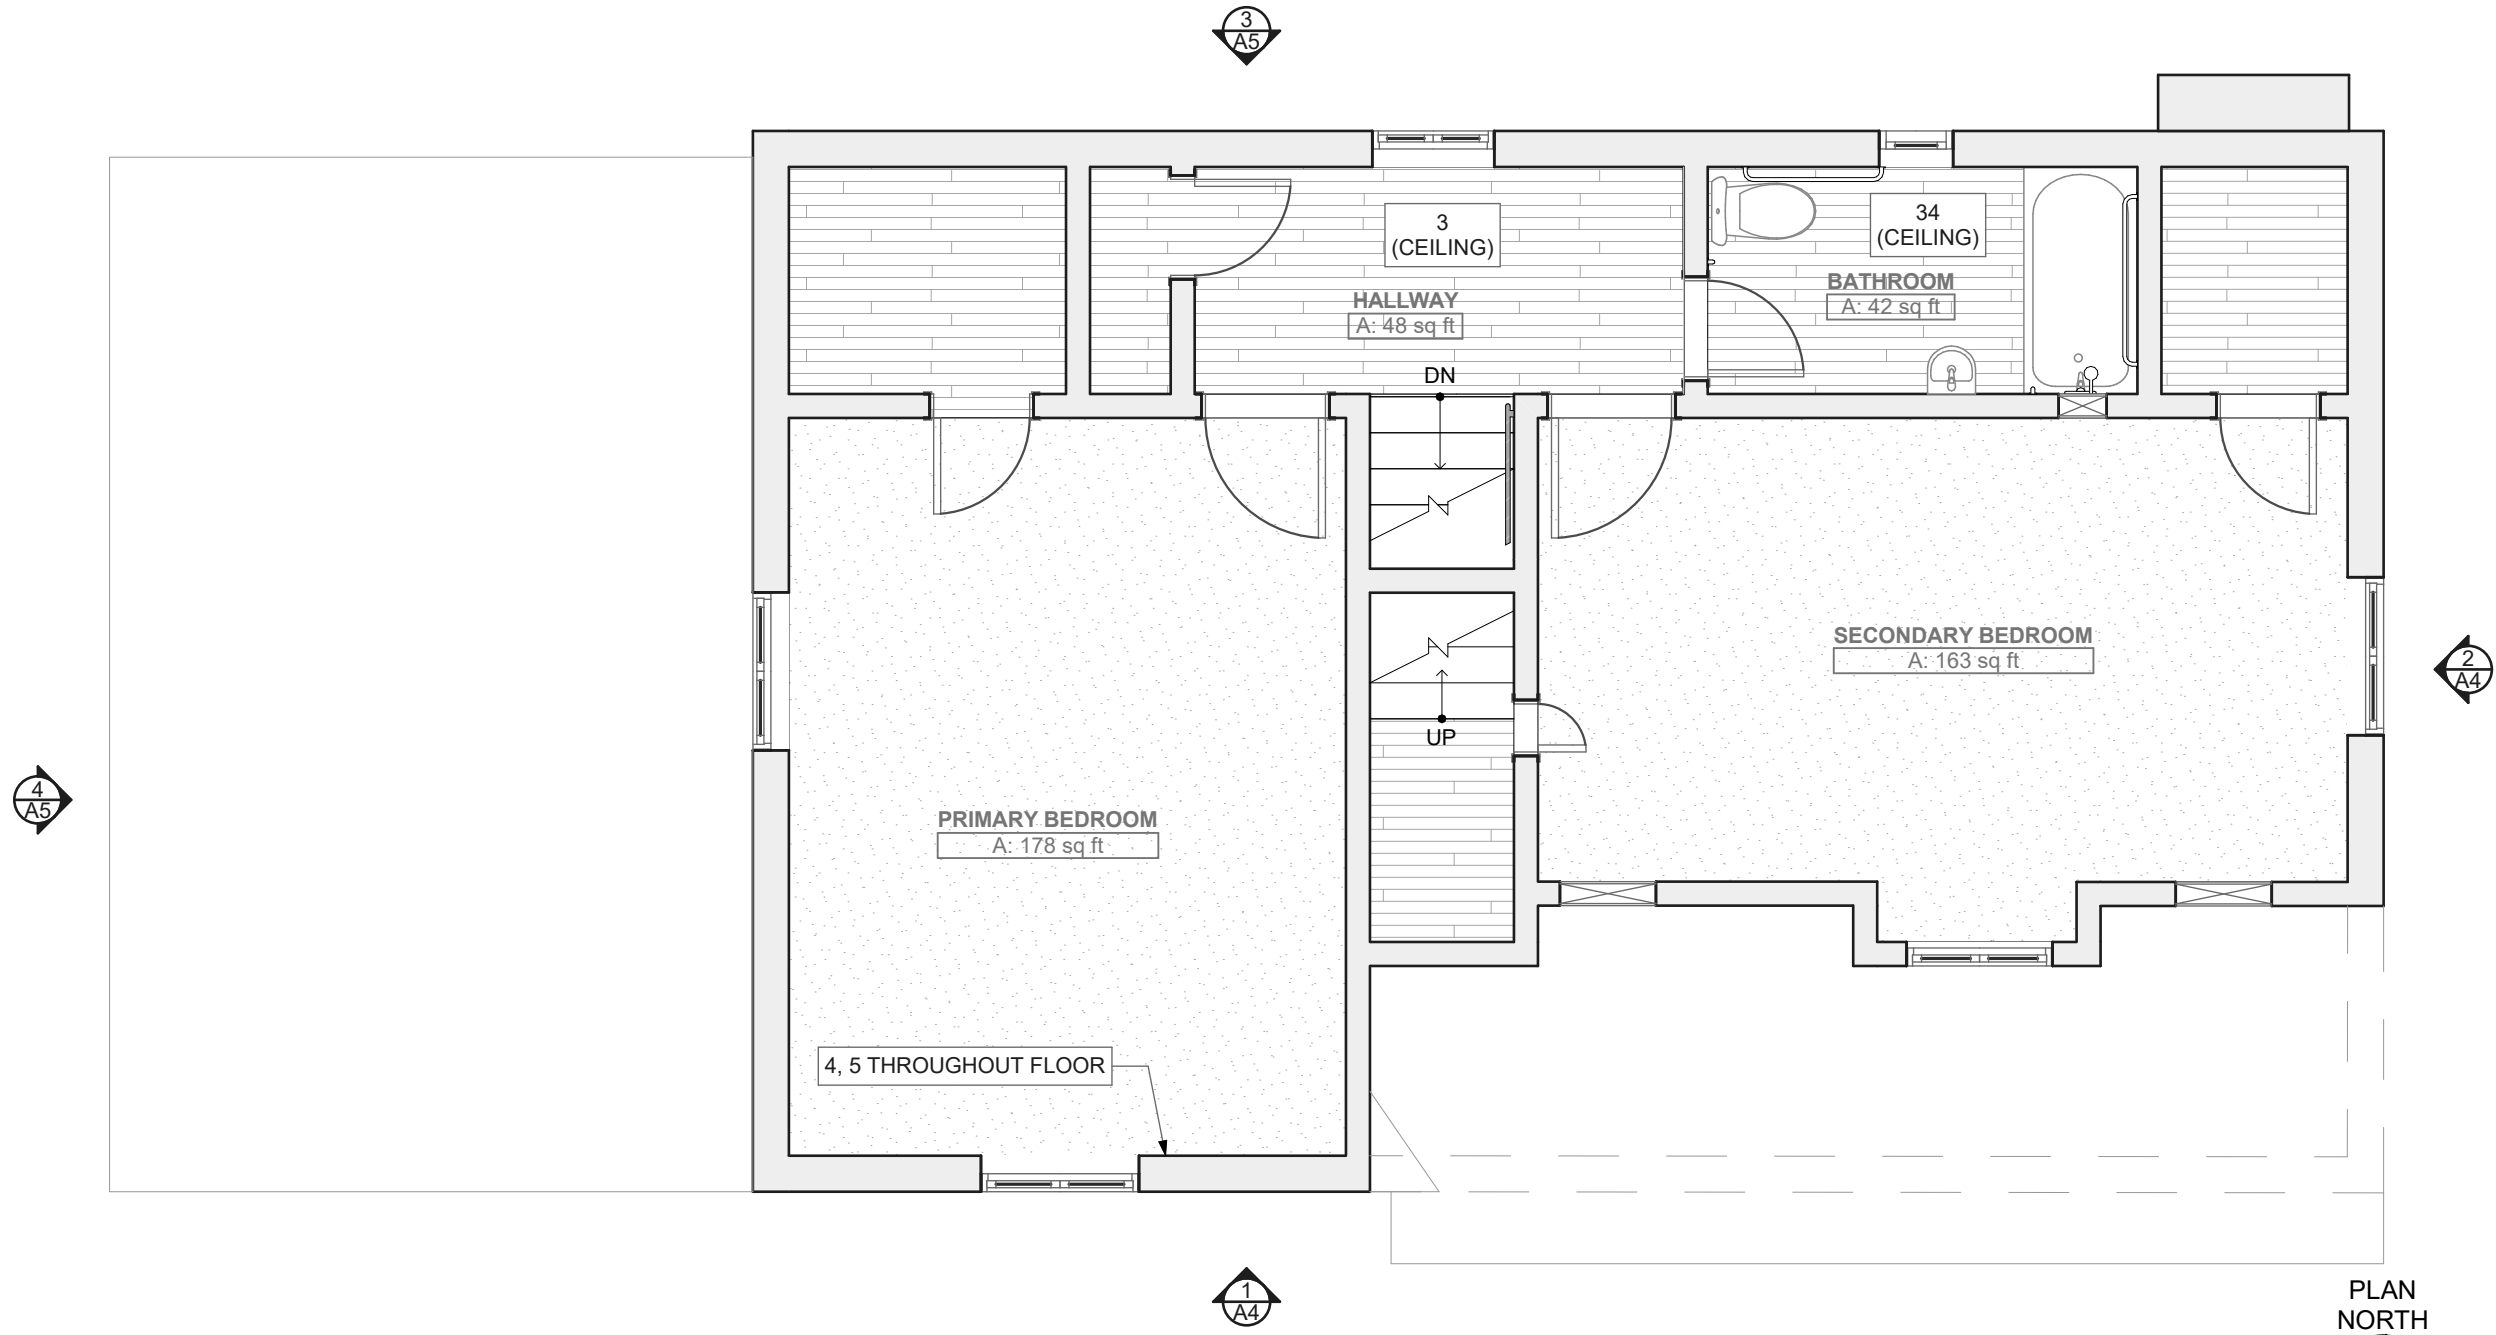 3
A5
3
(CEILING)
34
(CEILING)
BATHROOM
A: 42 sq ft
HALLWAY
A: 48 sq ft
DN
SECONDARY BEDROOM
A: 163 sq ft
2
A4
UP
4
A5
PRIMARY BEDROOM
A: 178 sq ft
4, 5 THROUGHOUT FLOOR
1
A4
PLAN
NORTH